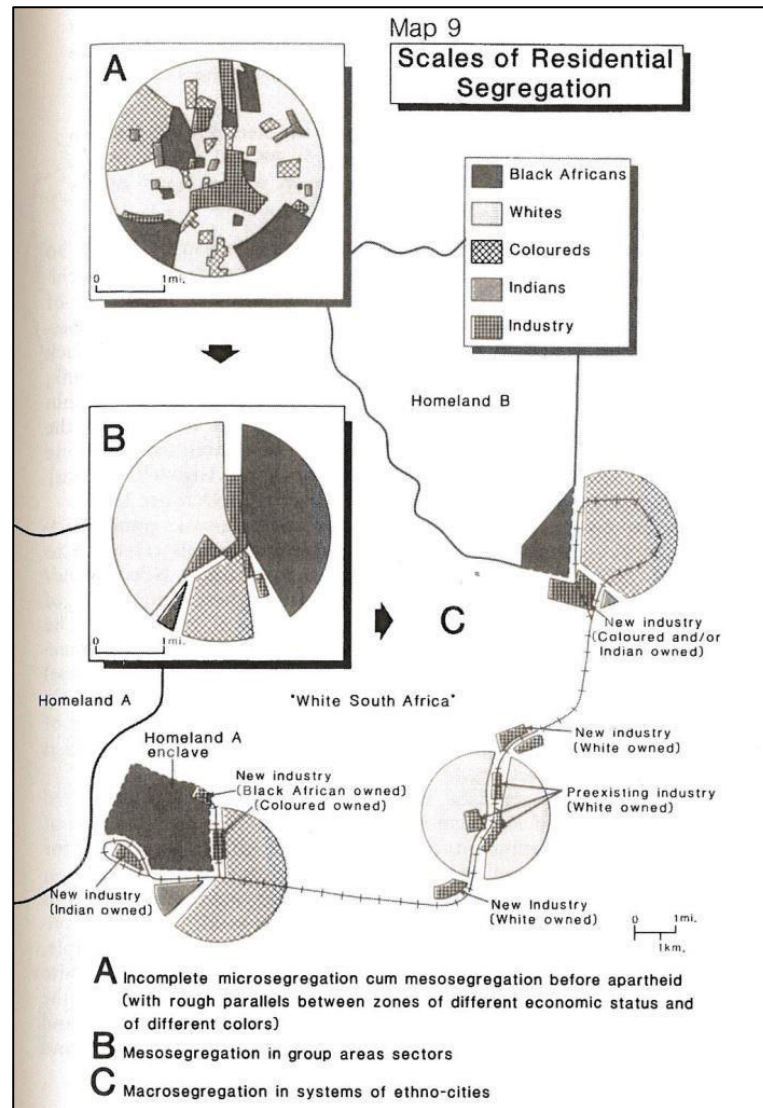 Map 9
Scales of Residential
Segregation
A
0 1mi.
Black Africans
Whites
Coloureds
Indians
Industry
Homeland B
B
0 1mi.
C
New industry
(Coloured and/or
Indian owned)
Homeland A
"White South Africa"
Homeland A
enclave
New industry
(White owned)
New industry
(Black African owned)
(Coloured owned)
Preexisting industry
(White owned)
New industry
(Indian owned)
New Industry
(White owned)
0 1mi.
1km.
A Incomplete microsegregation cum mesosegregation before apartheid
(with rough parallels between zones of different economic status and
of different colors)
B Mesosegregation in group areas sectors
C Macrosegregation in systems of ethno-cities